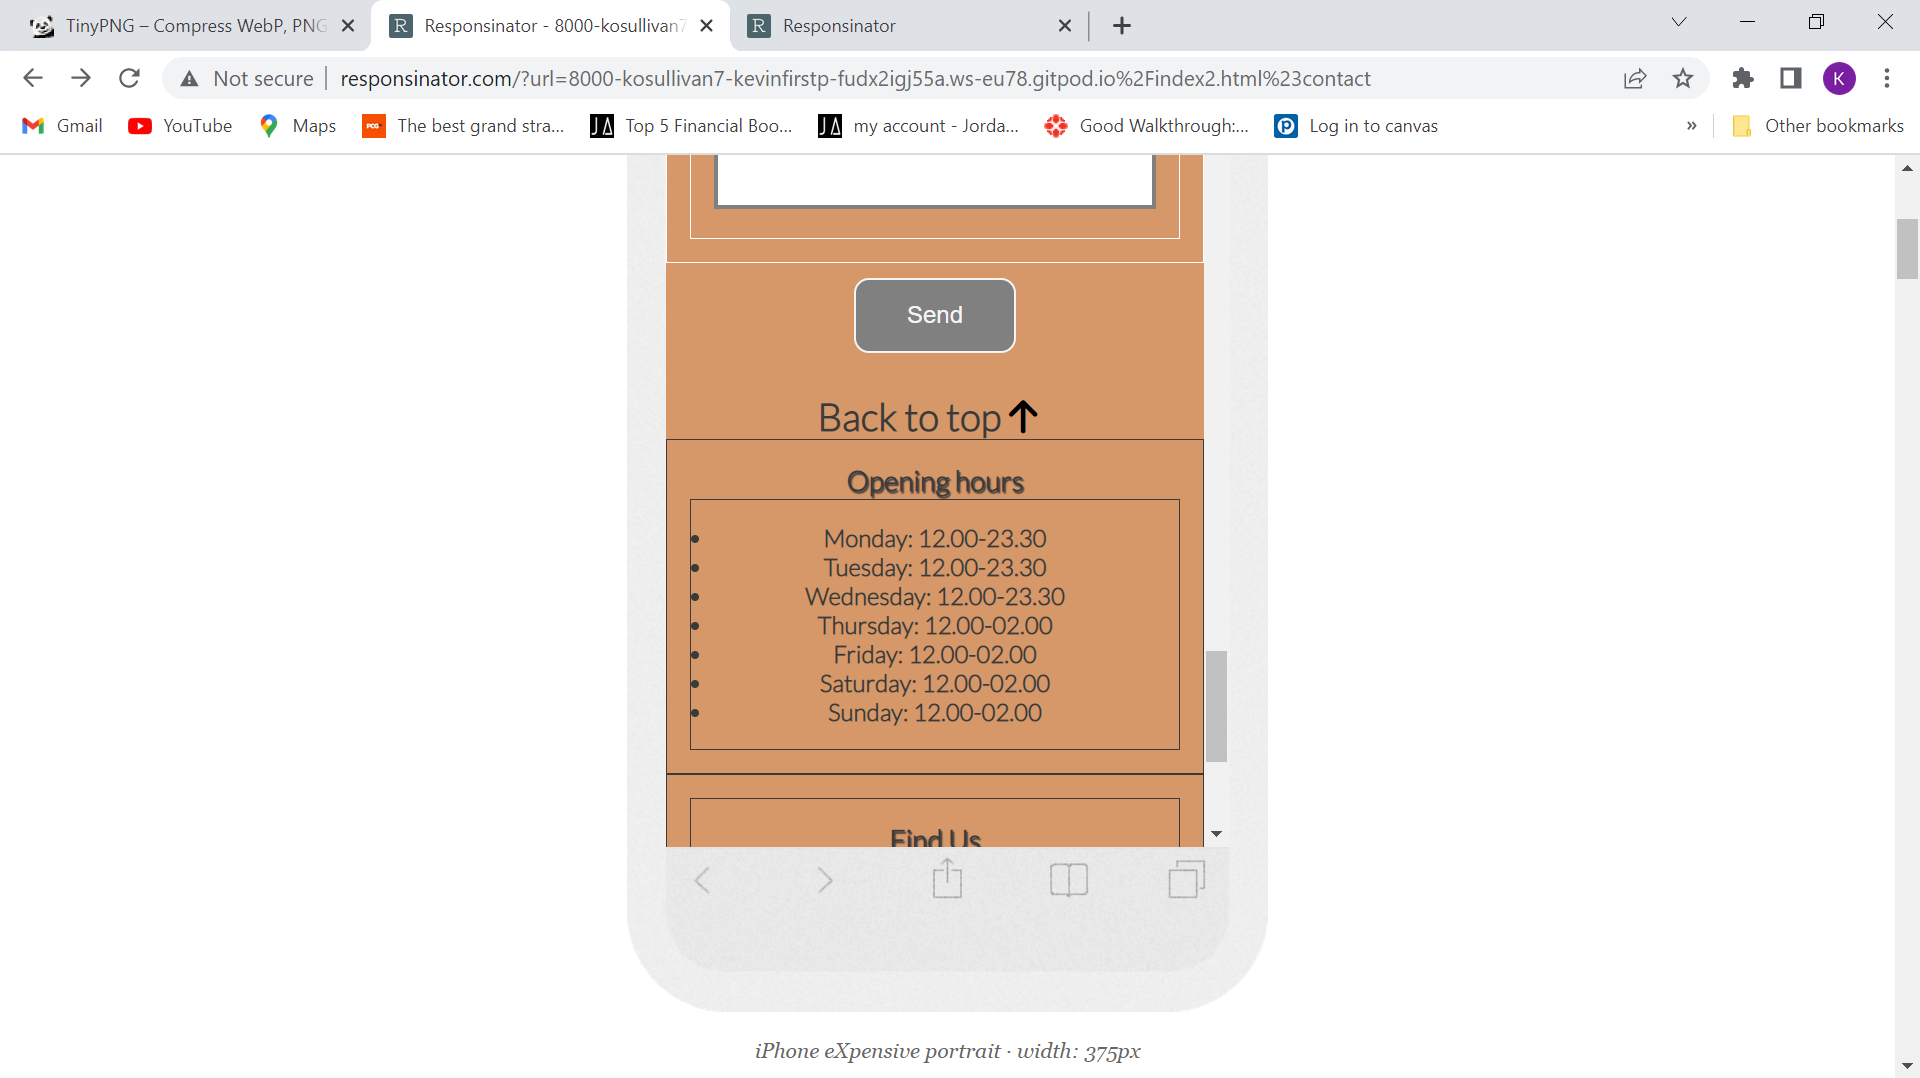 TinyPNG – Compress WebP, PNG
Responsinator - 8000-kosullivan7
Responsinator
Not secure
responsinator.com/?url=8000-kosullivan7-kevinfirstp-fudx2igj55a.ws-eu78.gitpod.io%2Findex2.html%23contact
K
Gmail
YouTube
Maps
The best grand stra...
Top 5 Financial Boo...
my account - Jorda...
Good Walkthrough:...
Log in to canvas
»
Other bookmarks
Send
Back to top
Opening hours
Monday: 12.00-23.30
Tuesday: 12.00-23.30
Wednesday: 12.00-23.30
Thursday: 12.00-02.00
Friday: 12.00-02.00
Saturday: 12.00-02.00
Sunday: 12.00-02.00
Find Us
iPhone eXpensive portrait · width: 375px